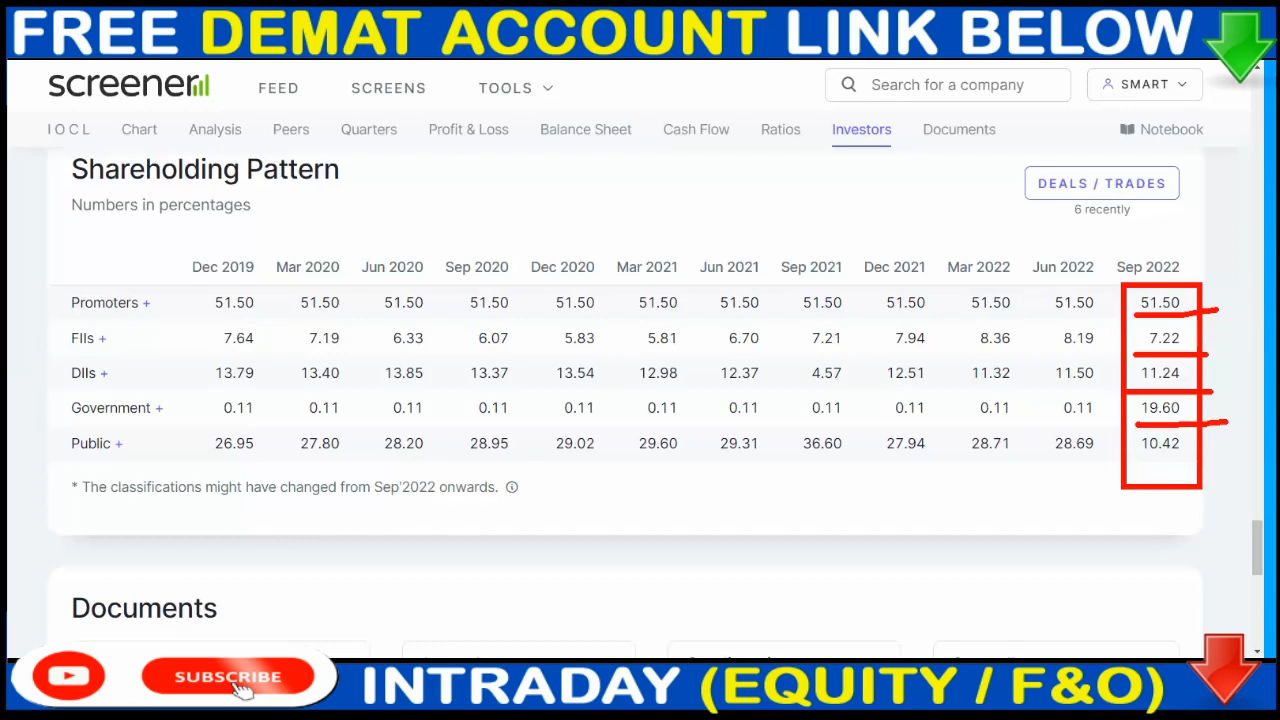 FREE DEMAT ACCOUNT LINK BELOW
screener FEED SCREENS TOOLS Search for a company SMART
I O C L Chart Analysis Peers Quarters Profit & Loss Balance Sheet Cash Flow Ratios Investors Documents Notebook
Shareholding Pattern
DEALS / TRADES
Numbers in percentages
6 recently
Dec 2019 Mar 2020 Jun 2020 Sep 2020 Dec 2020 Mar 2021 Jun 2021 Sep 2021 Dec 2021 Mar 2022 Jun 2022 Sep 2022
Promoters + 51.50 51.50 51.50 51.50 51.50 51.50 51.50 51.50 51.50 51.50 51.50 51.50
FIIs + 7.64 7.19 6.33 6.07 5.83 5.81 6.70 7.21 7.94 8.36 8.19 7.22
DIIs + 13.79 13.40 13.85 13.37 13.54 12.98 12.37 4.57 12.51 11.32 11.50 11.24
Government + 0.11 0.11 0.11 0.11 0.11 0.11 0.11 0.11 0.11 0.11 0.11 19.60
Public + 26.95 27.80 28.20 28.95 29.02 29.60 29.31 36.60 27.94 28.71 28.69 10.42
* The classifications might have changed from Sep'2022 onwards.
Documents
SUBSCRIBE
INTRADAY (EQUITY / F&O)